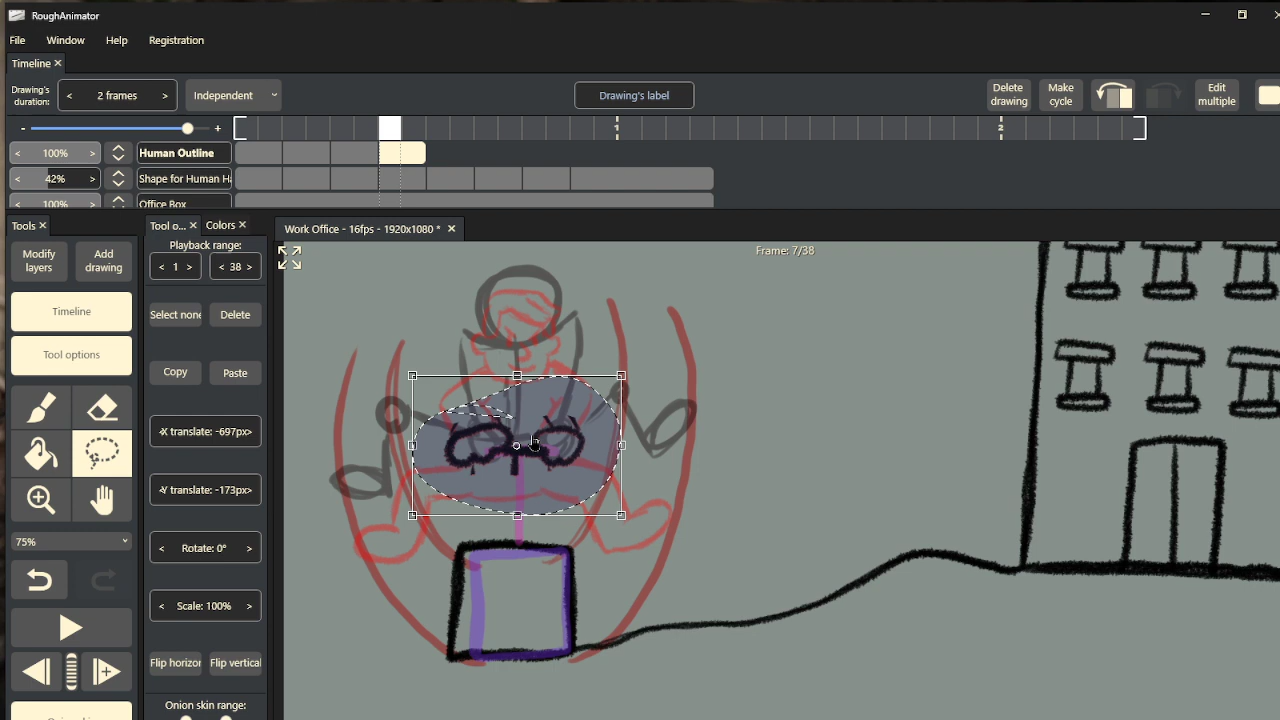 RoughAnimator
File Window Help Registration
Timeline ×
Drawing's duration: < 2 frames > Independent Drawing's label Delete drawing Make cycle Edit multiple
- + 1 2
< 100% > Human Outline
< 42% > Shape for Human H
< 100% > Office Box
Tools × Tool o... × Colors × Work Office - 16fps - 1920x1080 * ×
Modify layers Add drawing Playback range: Frame: 7/38
< 1 > < 38 >
Timeline Select none Delete
Tool options Copy Paste
X translate: -697px>
Y translate: -173px>
75% < Rotate: 0° >
< Scale: 100% >
Flip horizon Flip vertical
Onion skin range: